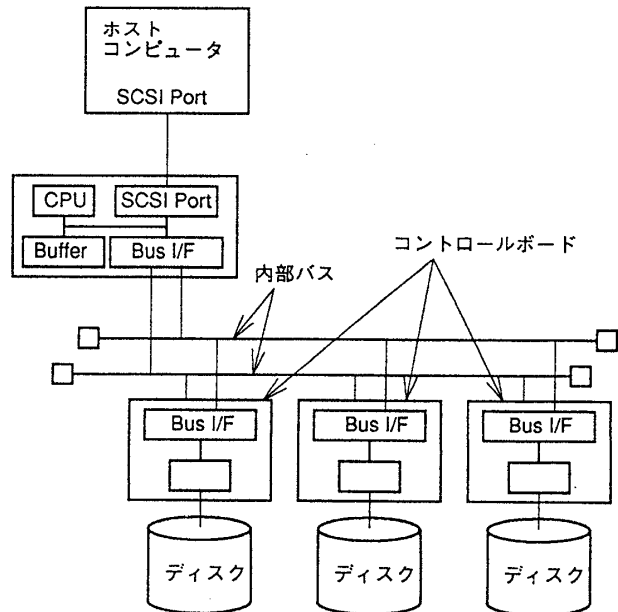 ホスト
コンピュータ
SCSI Port
CPU
SCSI Port
Buffer
Bus I/F
コントロールボード
内部バス
Bus I/F
Bus I/F
Bus I/F
ディスク
ディスク
ディスク